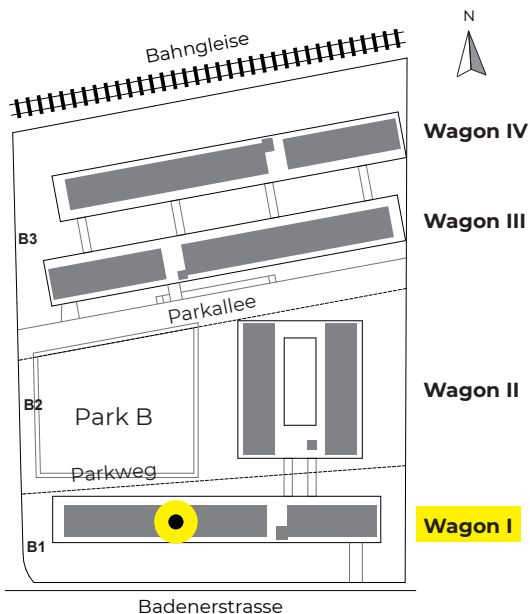 N
Bahngleise
Wagon IV
Wagon III
B3
Parkallee
Wagon II
B2
Park B
Parkweg
Wagon I
B1
Badenerstrasse